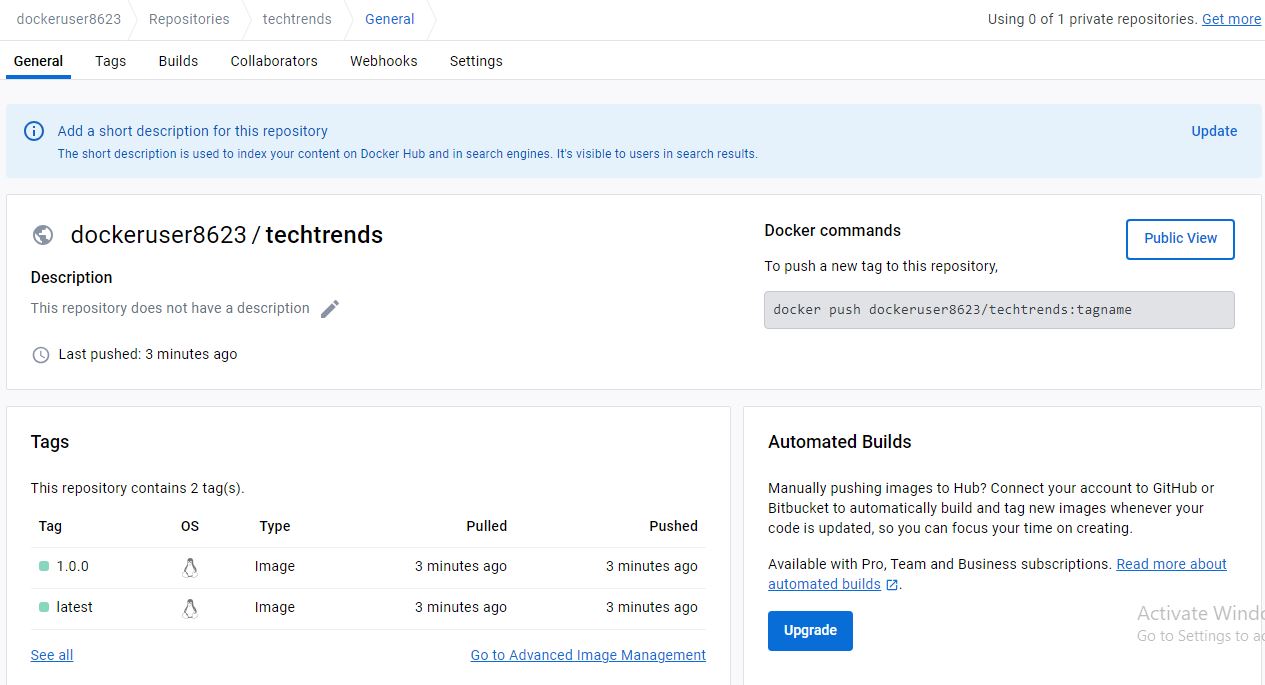 dockeruser8623 Repositories techtrends General Using 0 of 1 private repositories. Get more
General Tags Builds Collaborators Webhooks Settings
Add a short description for this repository
Update
The short description is used to index your content on Docker Hub and in search engines. It's visible to users in search results.
dockeruser8623 / techtrends
Description
This repository does not have a description
Last pushed: 3 minutes ago
Docker commands
Public View
To push a new tag to this repository,
docker push dockeruser8623/techtrends:tagname
Tags
This repository contains 2 tag(s).
Tag OS Type Pulled Pushed
1.0.0 Image 3 minutes ago 3 minutes ago
latest Image 3 minutes ago 3 minutes ago
See all Go to Advanced Image Management
Automated Builds
Manually pushing images to Hub? Connect your account to GitHub or
Bitbucket to automatically build and tag new images whenever your
code is updated, so you can focus your time on creating.
Available with Pro, Team and Business subscriptions. Read more about
automated builds .
Upgrade
Activate Windo
Go to Settings to ac